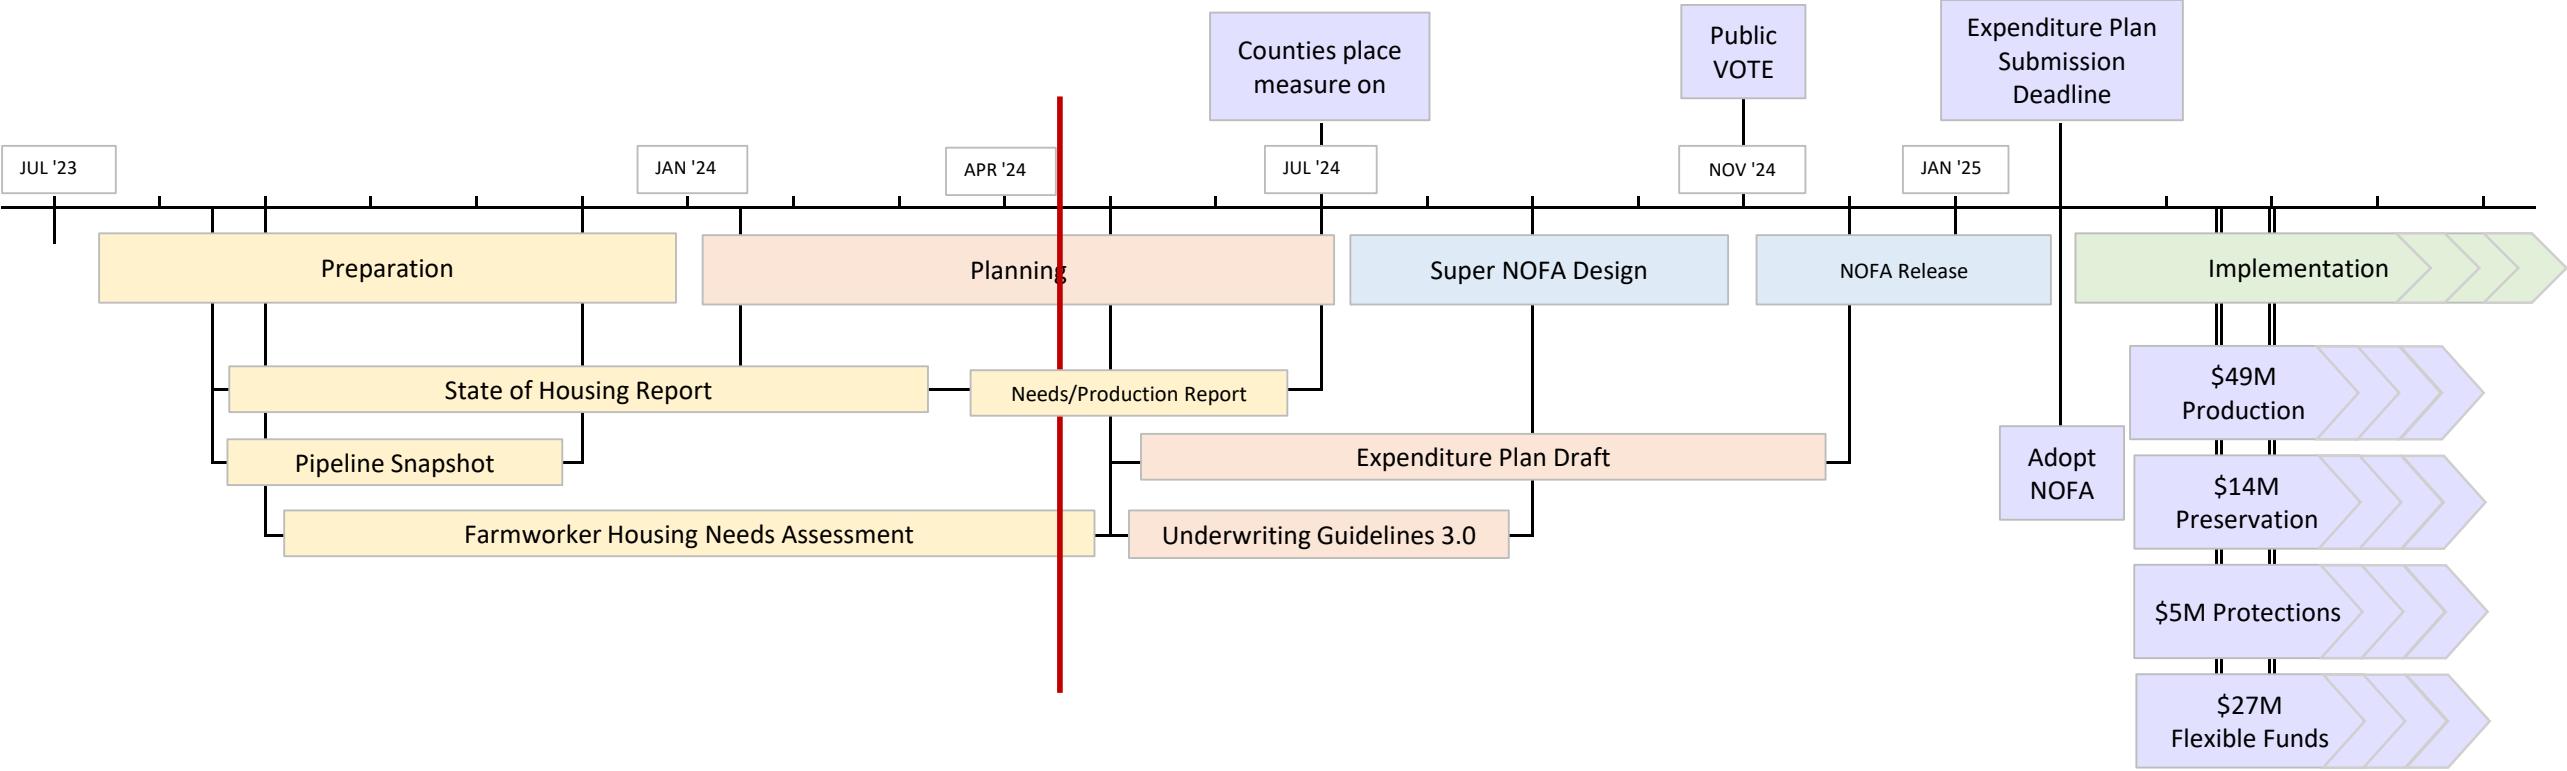 Counties place
measure on
Public
VOTE
Expenditure Plan
Submission
Deadline
JUL '23
JAN '24
APR '24
JUL '24
NOV '24
JAN '25
Preparation
Planning
Super NOFA Design
NOFA Release
Implementation
State of Housing Report
Needs/Production Report
Pipeline Snapshot
Expenditure Plan Draft
Farmworker Housing Needs Assessment
Underwriting Guidelines 3.0
Adopt
NOFA
$49M
Production
$14M
Preservation
$5M Protections
$27M
Flexible Funds